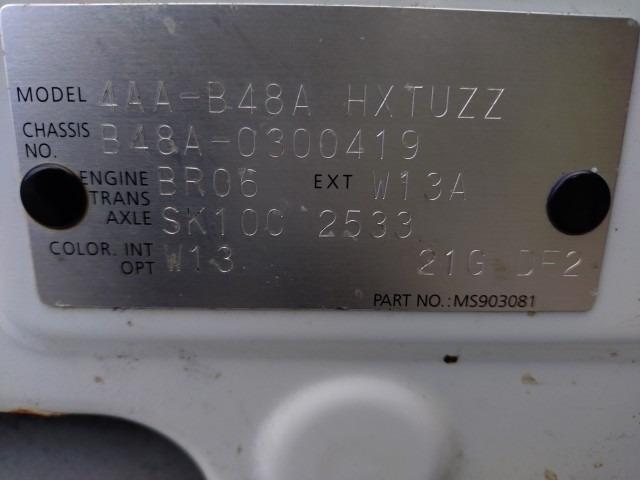 MODEL 4AA-B48A HXTUZZ
CHASSIS NO. B48A-0300419
ENGINE BR06 EXT W13A
TRANS AXLE SK10C 2533
COLOR. INT OPT W13 21G DF2
PART NO.: MS903081